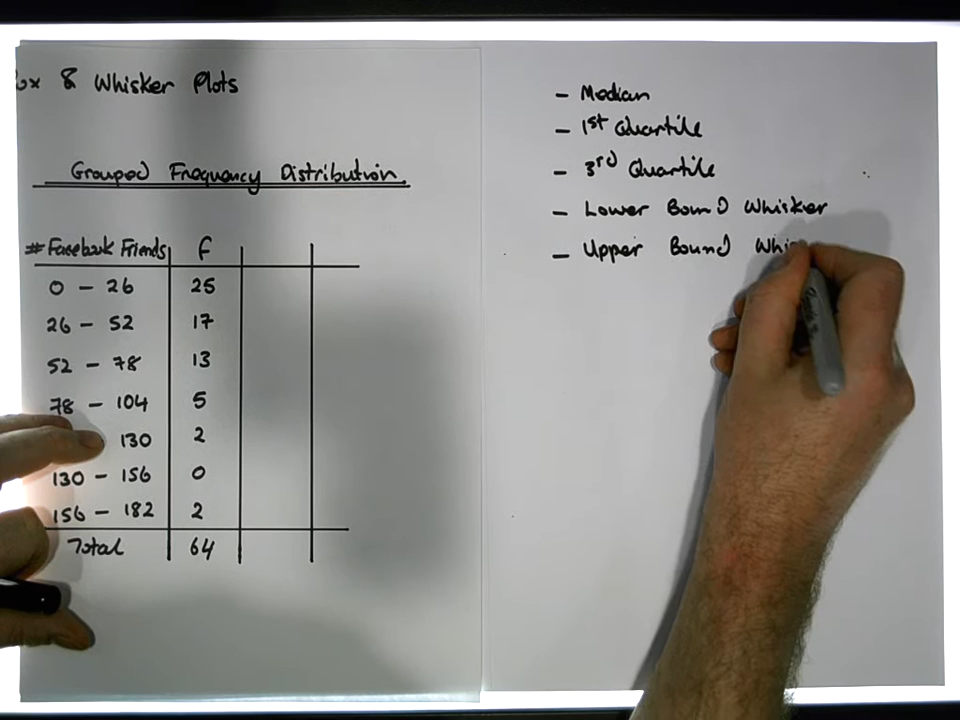 ox & Whisker Plots
Grouped Frequency Distribution
# Facebook Friends f
0 - 26 25
26 - 52 17
52 - 78 13
78 - 104 5
130 2
130 - 156 0
156 - 182 2
Total 64
- Median
- 1st Quartile
- 3rd Quartile
- Lower Bound Whisker
- Upper Bound Whi